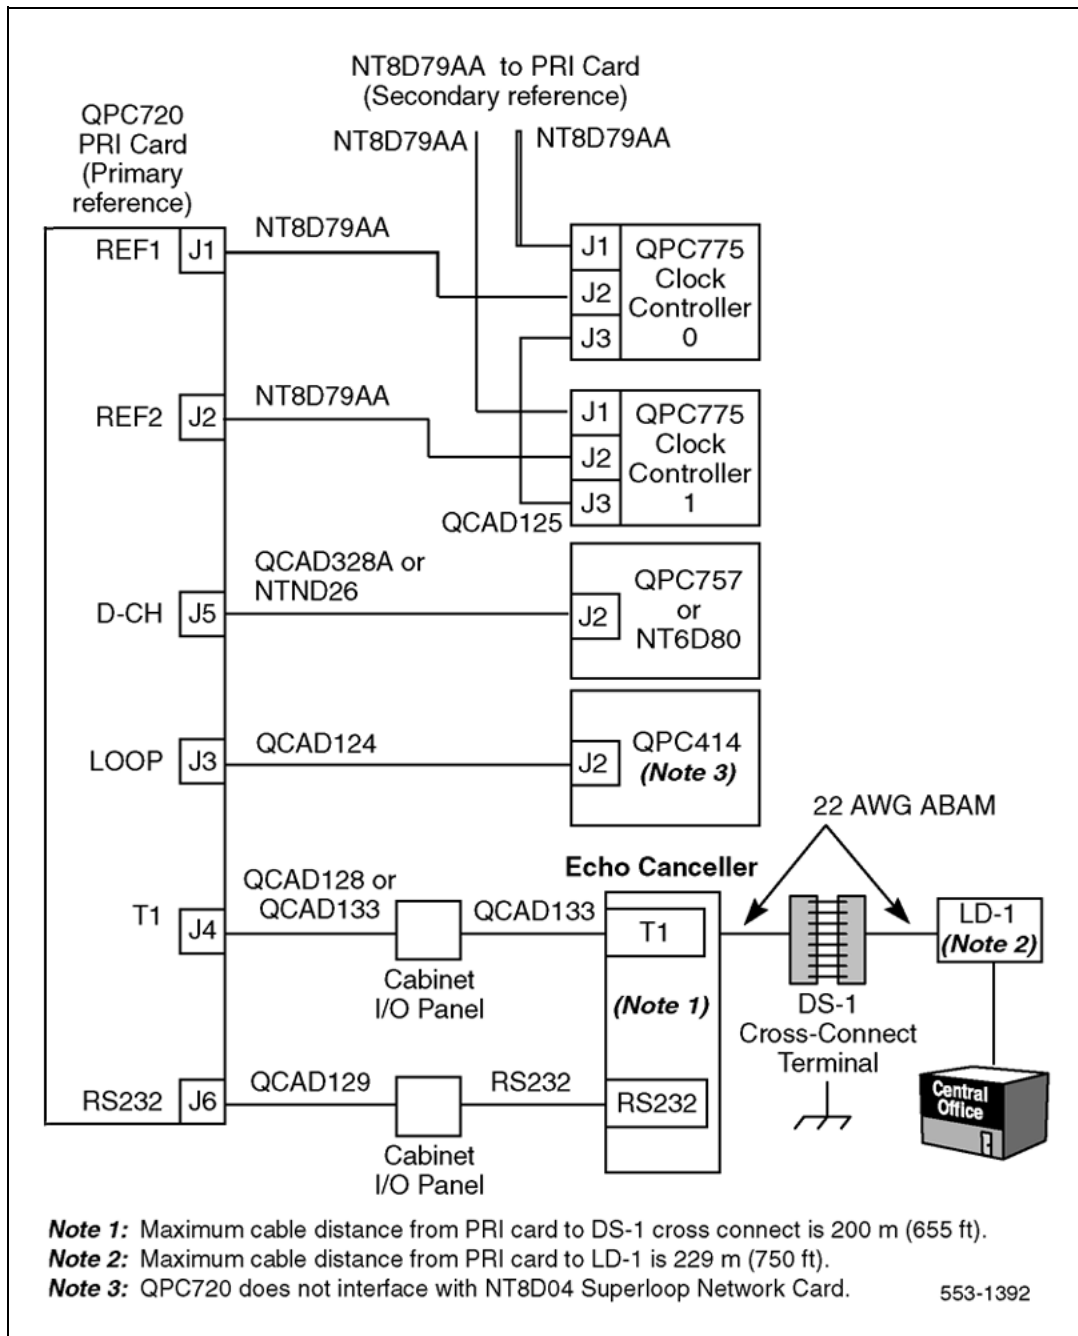 NT8D79AA to PRI Card
(Secondary reference)
QPC720
PRI Card
(Primary
reference)
NT8D79AA
NT8D79AA
REF1
J1
NT8D79AA
J1
J2
J3
QPC775
Clock
Controller
0
REF2
J2
NT8D79AA
J1
J2
J3
QPC775
Clock
Controller
1
QCAD125
D-CH
J5
QCAD328A or
NTND26
J2
QPC757
or
NT6D80
LOOP
J3
QCAD124
J2
QPC414
(Note 3)
22 AWG ABAM
Echo Canceller
T1
J4
QCAD128 or
QCAD133
Cabinet
I/O Panel
QCAD133
T1
(Note 1)
DS-1
Cross-Connect
Terminal
LD-1
(Note 2)
Central
Office
RS232
J6
QCAD129
Cabinet
I/O Panel
RS232
RS232
Note 1: Maximum cable distance from PRI card to DS-1 cross connect is 200 m (655 ft).
Note 2: Maximum cable distance from PRI card to LD-1 is 229 m (750 ft).
Note 3: QPC720 does not interface with NT8D04 Superloop Network Card.
553-1392